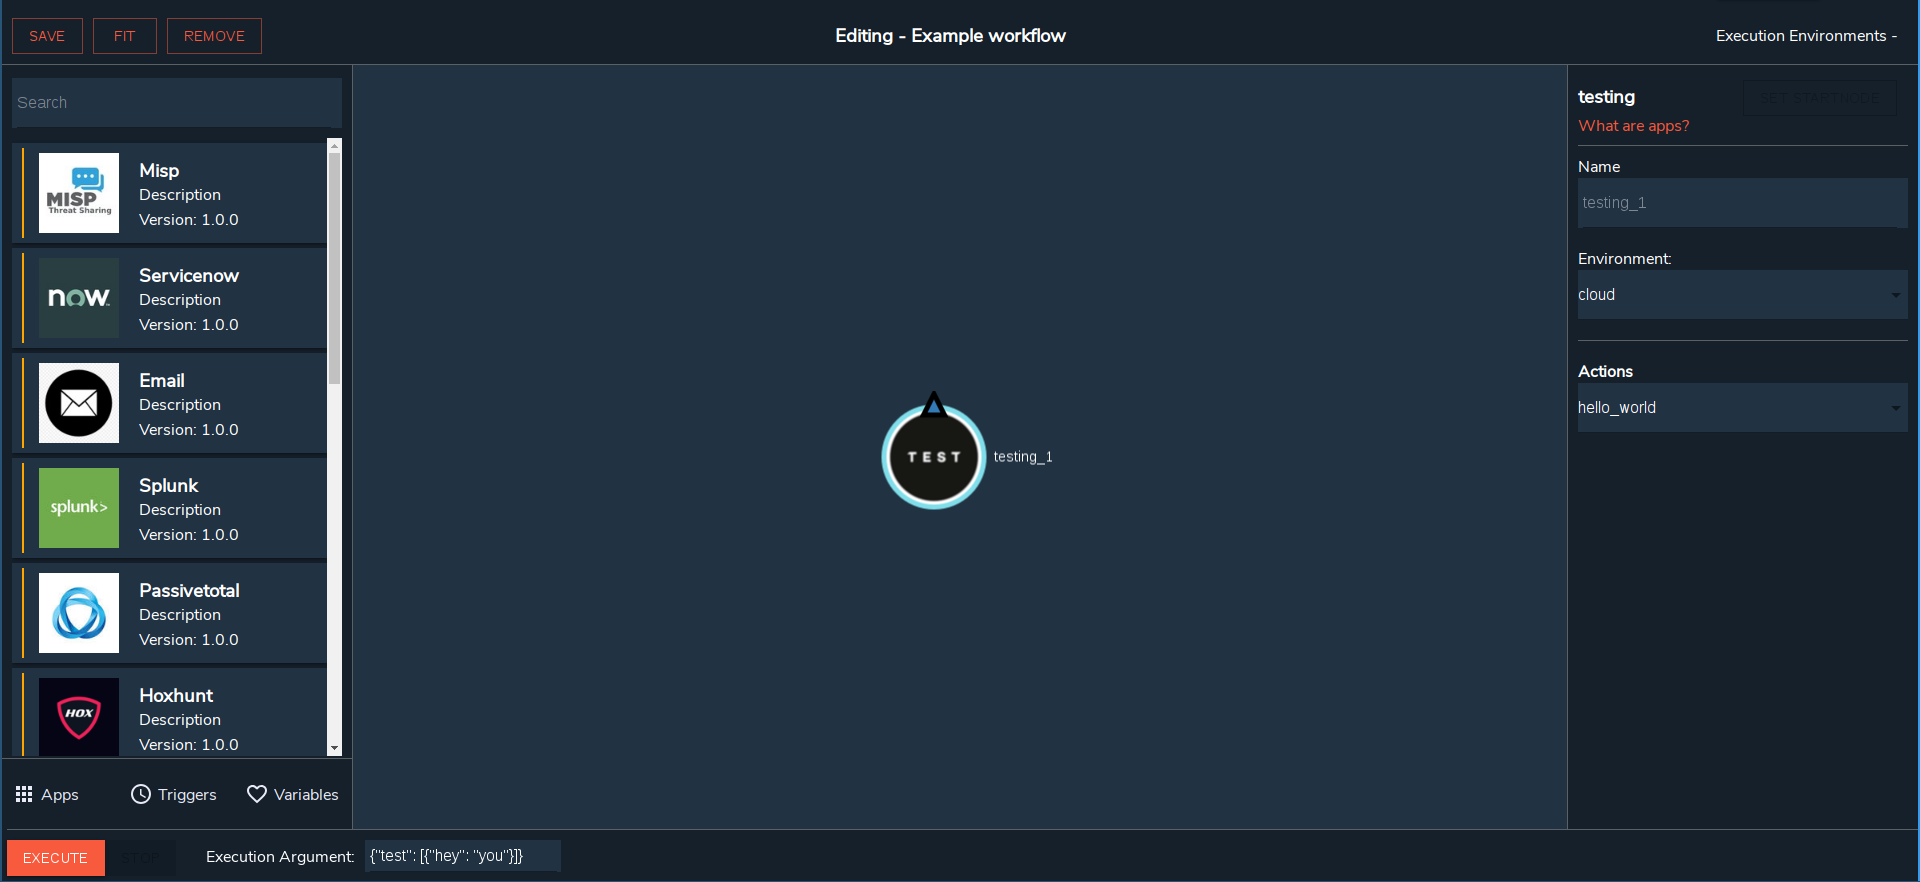 SAVE
FIT
REMOVE
Editing - Example workflow
Execution Environments -
Search
MISP
Threat Sharing
Misp
Description
Version: 1.0.0
now
Servicenow
Description
Version: 1.0.0
Email
Description
Version: 1.0.0
splunk>
Splunk
Description
Version: 1.0.0
Passivetotal
Description
Version: 1.0.0
HOX
Hoxhunt
Description
Version: 1.0.0
Apps
Triggers
Variables
TEST
testing_1
testing
SET STARTNODE
What are apps?
Name
testing_1
Environment:
cloud
Actions
hello_world
EXECUTE
STOP
Execution Argument:
{"test": [{"hey": "you"}]}